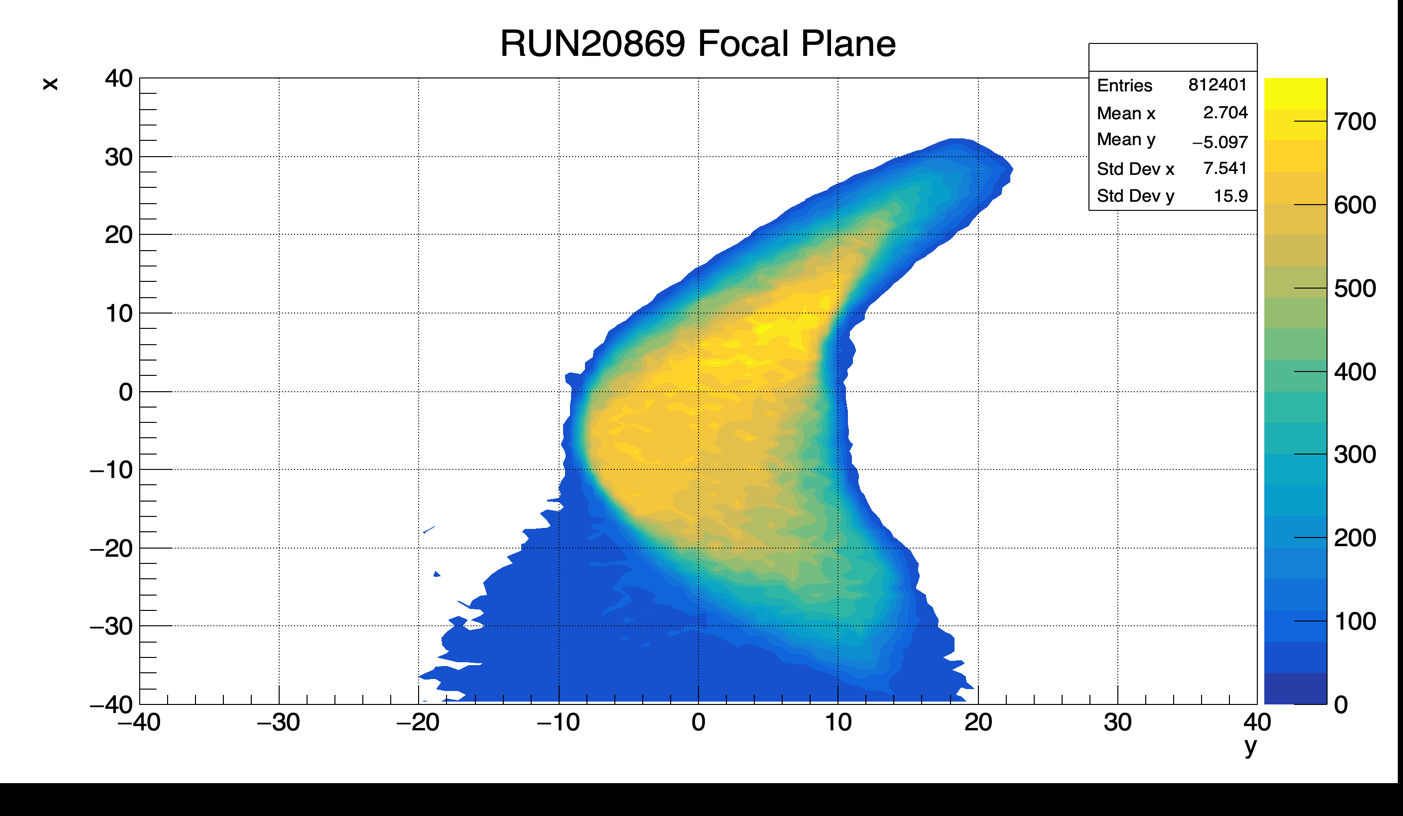 RUN20869 Focal Plane
x
Entries 812401
Mean x 2.704
Mean y −5.097
Std Dev x 7.541
Std Dev y 15.9
40
30
20
10
0
−10
−20
−30
−40
−40 −30 −20 −10 0 10 20 30 40
y
700
600
500
400
300
200
100
0